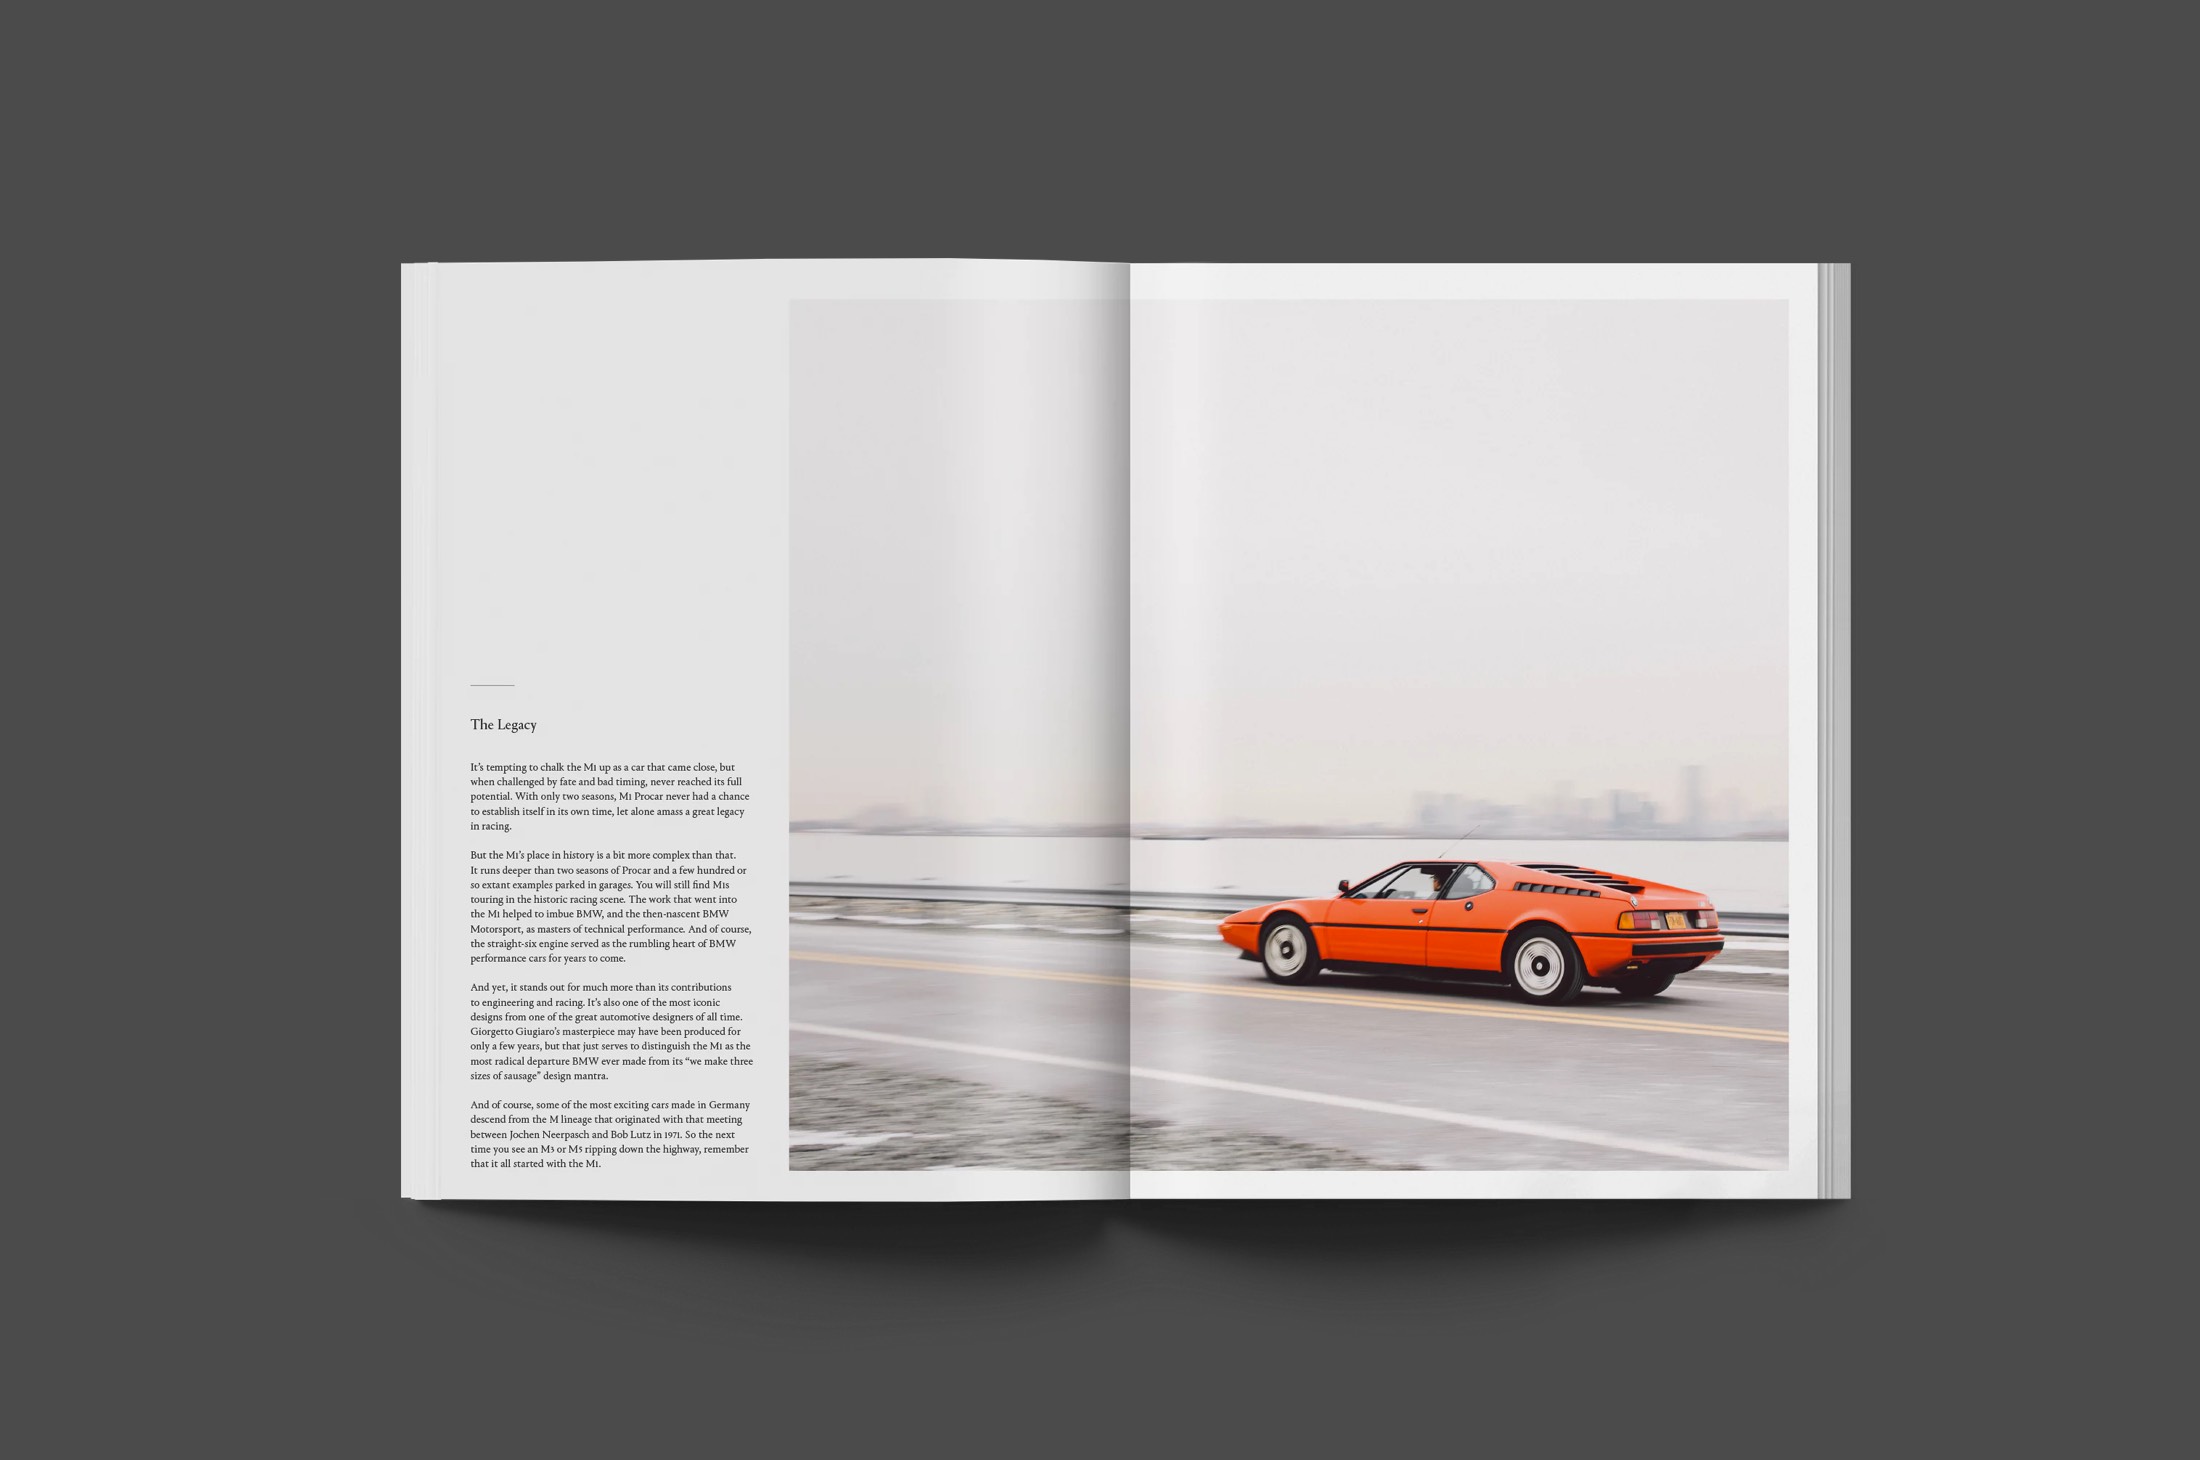 The Legacy
It’s tempting to chalk the M1 up as a car that came close, but
when challenged by fate and bad timing, never reached its full
potential. With only two seasons, M1 Procar never had a chance
to establish itself in its own time, let alone amass a great legacy
in racing.
But the M1’s place in history is a bit more complex than that.
It runs deeper than two seasons of Procar and a few hundred or
so extant examples parked in garages. You will still find M1s
touring in the historic racing scene. The work that went into
the M1 helped to imbue BMW, and the then-nascent BMW
Motorsport, as masters of technical performance. And of course,
the straight-six engine served as the rumbling heart of BMW
performance cars for years to come.
And yet, it stands out for much more than its contributions
to engineering and racing. It’s also one of the most iconic
designs from one of the great automotive designers of all time.
Giorgetto Giugiaro’s masterpiece may have been produced for
only a few years, but that just serves to distinguish the M1 as the
most radical departure BMW ever made from its “we make three
sizes of sausage” design mantra.
And of course, some of the most exciting cars made in Germany
descend from the M lineage that originated with that meeting
between Jochen Neerpasch and Bob Lutz in 1971. So the next
time you see an M3 or M5 ripping down the highway, remember
that it all started with the M1.